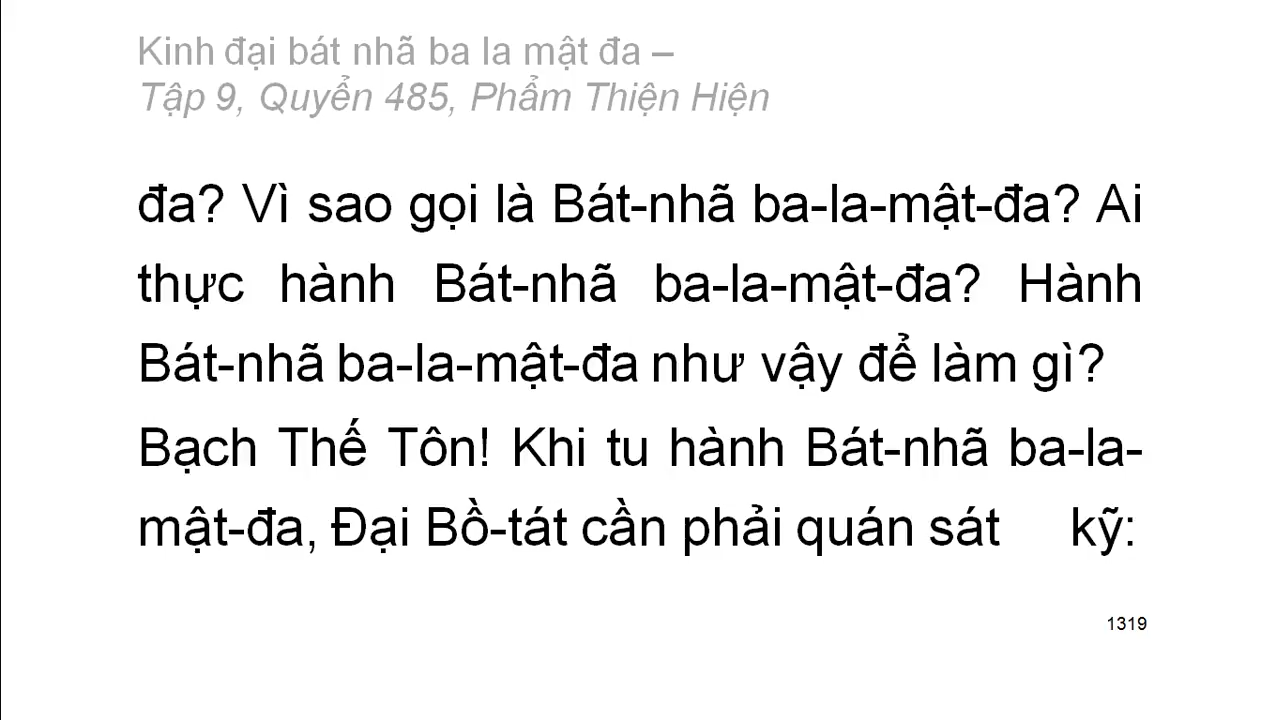 Kinh đại bát nhã ba la mật đa –
Tập 9, Quyển 485, Phẩm Thiện Hiện
đa? Vì sao gọi là Bát-nhã ba-la-mật-đa? Ai
thực hành Bát-nhã ba-la-mật-đa? Hành
Bát-nhã ba-la-mật-đa như vậy để làm gì?
Bạch Thế Tôn! Khi tu hành Bát-nhã ba-la-
mật-đa, Đại Bồ-tát cần phải quán sát kỹ:
1319